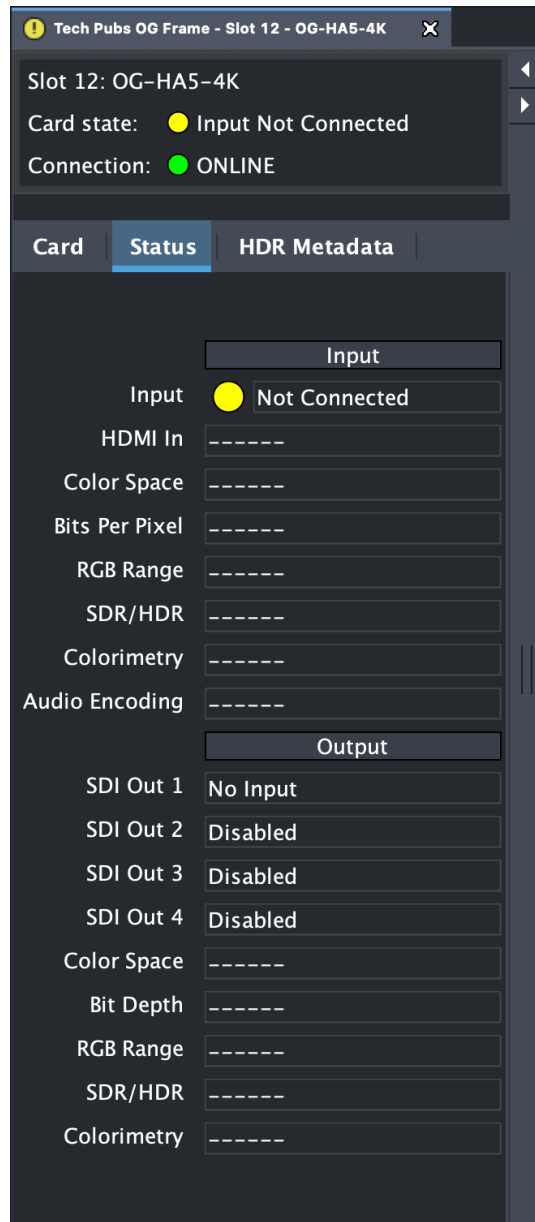 Tech Pubs OG Frame - Slot 12 - OG-HA5-4K
Slot 12: OG-HA5-4K
Card state: Input Not Connected
Connection: ONLINE
Card Status HDR Metadata
Input
Input Not Connected
HDMI In ------
Color Space ------
Bits Per Pixel ------
RGB Range ------
SDR/HDR ------
Colorimetry ------
Audio Encoding ------
Output
SDI Out 1 No Input
SDI Out 2 Disabled
SDI Out 3 Disabled
SDI Out 4 Disabled
Color Space ------
Bit Depth ------
RGB Range ------
SDR/HDR ------
Colorimetry ------